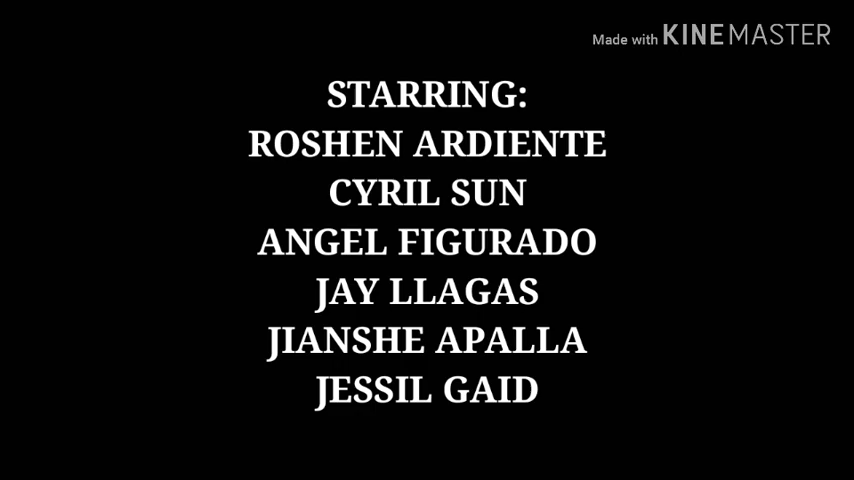 Made with KINEMASTER
STARRING:
ROSHEN ARDIENTE
CYRIL SUN
ANGEL FIGURADO
JAY LLAGAS
JIANSHE APALLA
JESSIL GAID